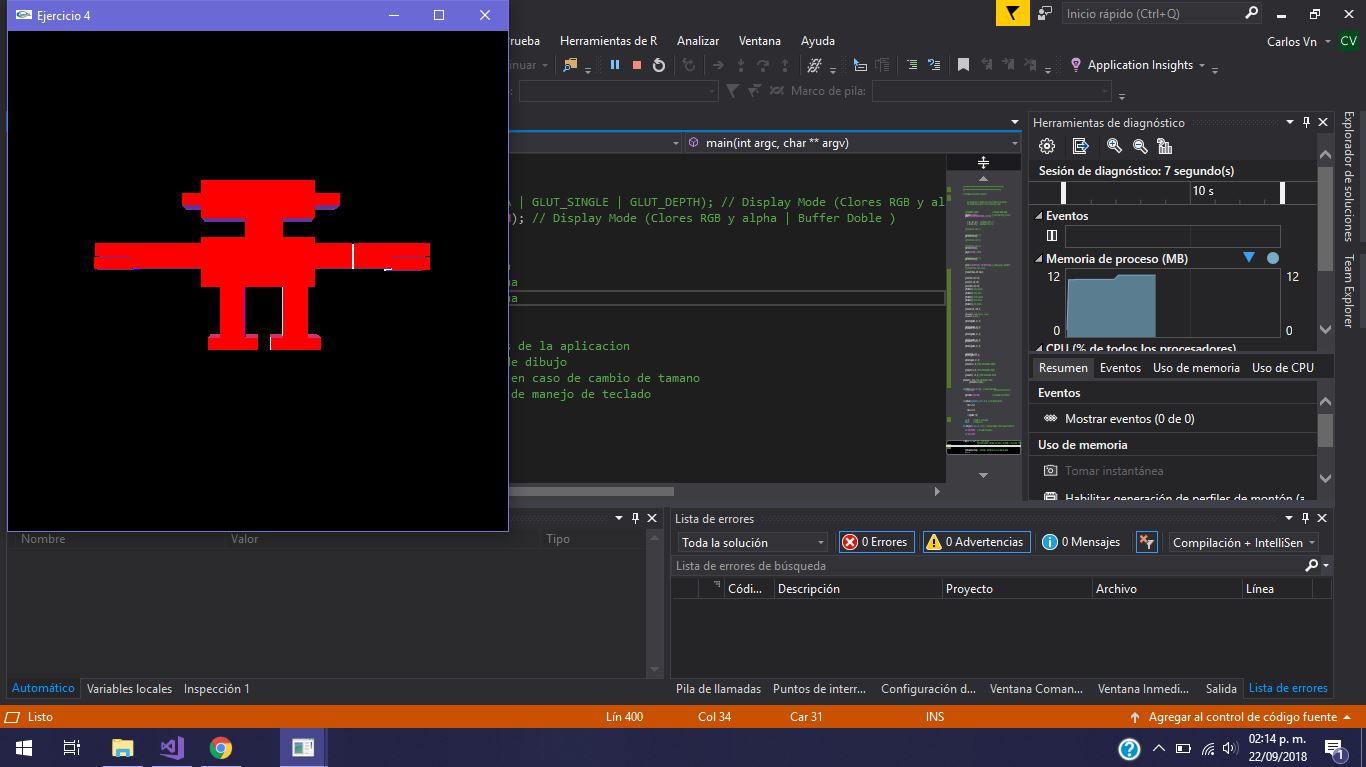 Ejercicio 4
Inicio rápido (Ctrl+Q)
rueba Herramientas de R Analizar Ventana Ayuda
Carlos Vn CV
nuar
Application Insights
Marco de pila:
main(int argc, char ** argv)
| GLUT_SINGLE | GLUT_DEPTH); // Display Mode (Clores RGB y al
); // Display Mode (Clores RGB y alpha | Buffer Doble )
a
na
na
s de la aplicacion
de dibujo
en caso de cambio de tamano
de manejo de teclado
Herramientas de diagnóstico
Sesión de diagnóstico: 7 segundo(s)
10 s
Eventos
Memoria de proceso (MB)
12 12
0 0
CPU (% de todos los procesadores)
Resumen Eventos Uso de memoria Uso de CPU
Eventos
Mostrar eventos (0 de 0)
Uso de memoria
Tomar instantánea
Habilitar generación de perfiles de montón (a
Explorador de soluciones
Team Explorer
Nombre Valor Tipo
Automático Variables locales Inspección 1
Lista de errores
Toda la solución 0 Errores 0 Advertencias 0 Mensajes Compilación + IntelliSen
Lista de errores de búsqueda
Códi... Descripción Proyecto Archivo Línea
Pila de llamadas Puntos de interr... Configuración d... Ventana Coman... Ventana Inmedi... Salida Lista de errores
Listo Lín 400 Col 34 Car 31 INS Agregar al control de código fuente
02:14 p. m.
22/09/2018
1